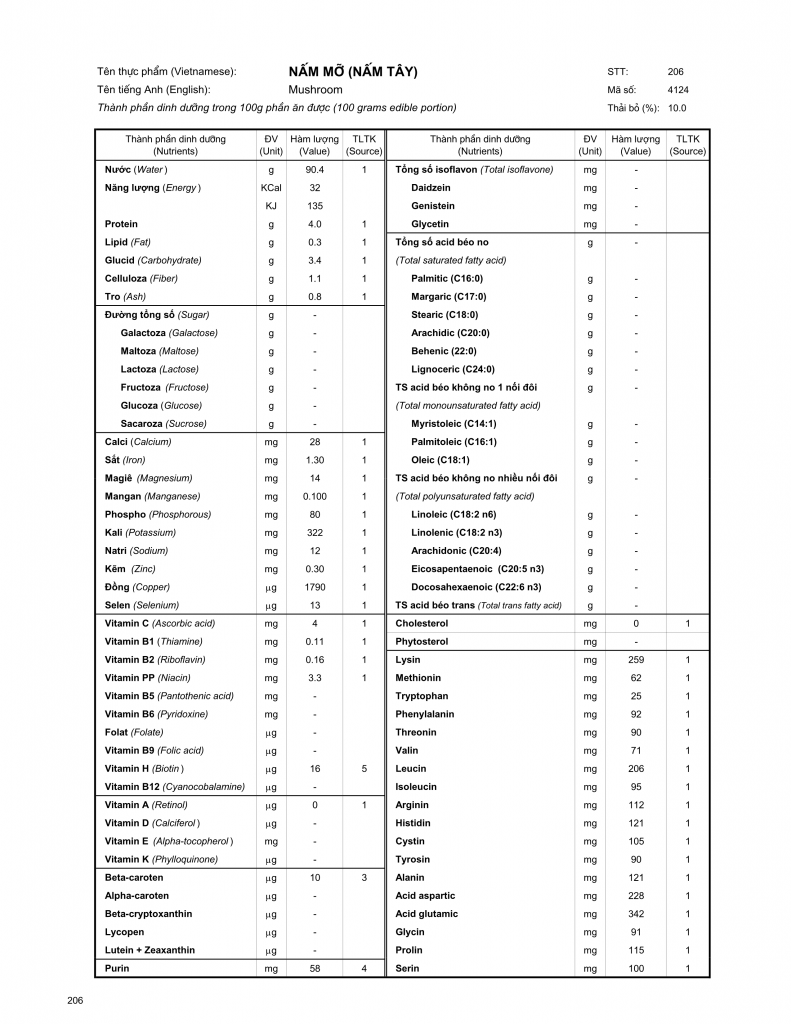 Tên thực phẩm (Vietnamese): NẤM MỠ (NẤM TÂY) STT: 206
Tên tiếng Anh (English): Mushroom Mã số: 4124
Thành phần dinh dưỡng trong 100g phần ăn được (100 grams edible portion) Thải bỏ (%): 10.0
Thành phần dinh dưỡng ĐV Hàm lượng TLTK Thành phần dinh dưỡng ĐV Hàm lượng TLTK
(Nutrients) (Unit) (Value) (Source) (Nutrients) (Unit) (Value) (Source)
Nước (Water) g 90.4 1 Tổng số isoflavon (Total isoflavone) mg -
Năng lượng (Energy) KCal 32 Daidzein mg -
KJ 135 Genistein mg -
Protein g 4.0 1 Glycetin mg -
Lipid (Fat) g 0.3 1 Tổng số acid béo no g -
Glucid (Carbohydrate) g 3.4 1 (Total saturated fatty acid)
Celluloza (Fiber) g 1.1 1 Palmitic (C16:0) g -
Tro (Ash) g 0.8 1 Margaric (C17:0) g -
Đường tổng số (Sugar) g - Stearic (C18:0) g -
Galactoza (Galactose) g - Arachidic (C20:0) g -
Maltoza (Maltose) g - Behenic (22:0) g -
Lactoza (Lactose) g - Lignoceric (C24:0) g -
Fructoza (Fructose) g - TS acid béo không no 1 nối đôi g -
Glucoza (Glucose) g - (Total monounsaturated fatty acid)
Sacaroza (Sucrose) g - Myristoleic (C14:1) g -
Calci (Calcium) mg 28 1 Palmitoleic (C16:1) g -
Sắt (Iron) mg 1.30 1 Oleic (C18:1) g -
Magiê (Magnesium) mg 14 1 TS acid béo không no nhiều nối đôi g -
Mangan (Manganese) mg 0.100 1 (Total polyunsaturated fatty acid)
Phospho (Phosphorous) mg 80 1 Linoleic (C18:2 n6) g -
Kali (Potassium) mg 322 1 Linolenic (C18:2 n3) g -
Natri (Sodium) mg 12 1 Arachidonic (C20:4) g -
Kẽm (Zinc) mg 0.30 1 Eicosapentaenoic (C20:5 n3) g -
Đồng (Copper) μg 1790 1 Docosahexaenoic (C22:6 n3) g -
Selen (Selenium) μg 13 1 TS acid béo trans (Total trans fatty acid) g -
Vitamin C (Ascorbic acid) mg 4 1 Cholesterol mg 0 1
Vitamin B1 (Thiamine) mg 0.11 1 Phytosterol mg -
Vitamin B2 (Riboflavin) mg 0.16 1 Lysin mg 259 1
Vitamin PP (Niacin) mg 3.3 1 Methionin mg 62 1
Vitamin B5 (Pantothenic acid) mg - Tryptophan mg 25 1
Vitamin B6 (Pyridoxine) mg - Phenylalanin mg 92 1
Folat (Folate) μg - Threonin mg 90 1
Vitamin B9 (Folic acid) μg - Valin mg 71 1
Vitamin H (Biotin) μg 16 5 Leucin mg 206 1
Vitamin B12 (Cyanocobalamine) μg - Isoleucin mg 95 1
Vitamin A (Retinol) μg 0 1 Arginin mg 112 1
Vitamin D (Calciferol) μg - Histidin mg 121 1
Vitamin E (Alpha-tocopherol) mg - Cystin mg 105 1
Vitamin K (Phylloquinone) μg - Tyrosin mg 90 1
Beta-caroten μg 10 3 Alanin mg 121 1
Alpha-caroten μg - Acid aspartic mg 228 1
Beta-cryptoxanthin μg - Acid glutamic mg 342 1
Lycopen μg - Glycin mg 91 1
Lutein + Zeaxanthin μg - Prolin mg 115 1
Purin mg 58 4 Serin mg 100 1
206